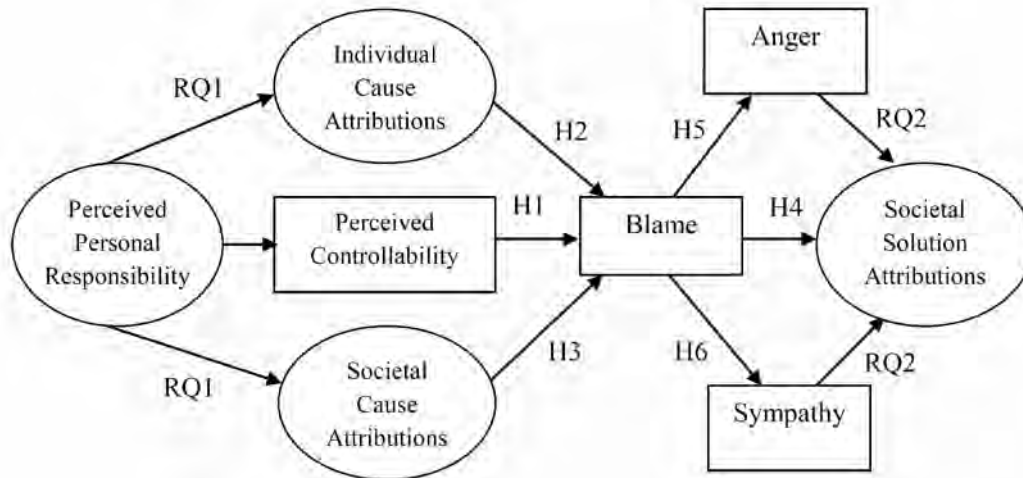 RQ1
Individual
Cause
Attributions
Perceived
Personal
Responsibility
Perceived
Controllability
RQ1
Societal
Cause
Attributions
H2
H1
H3
Blame
H5
H4
H6
Anger
Sympathy
RQ2
RQ2
Societal
Solution
Attributions